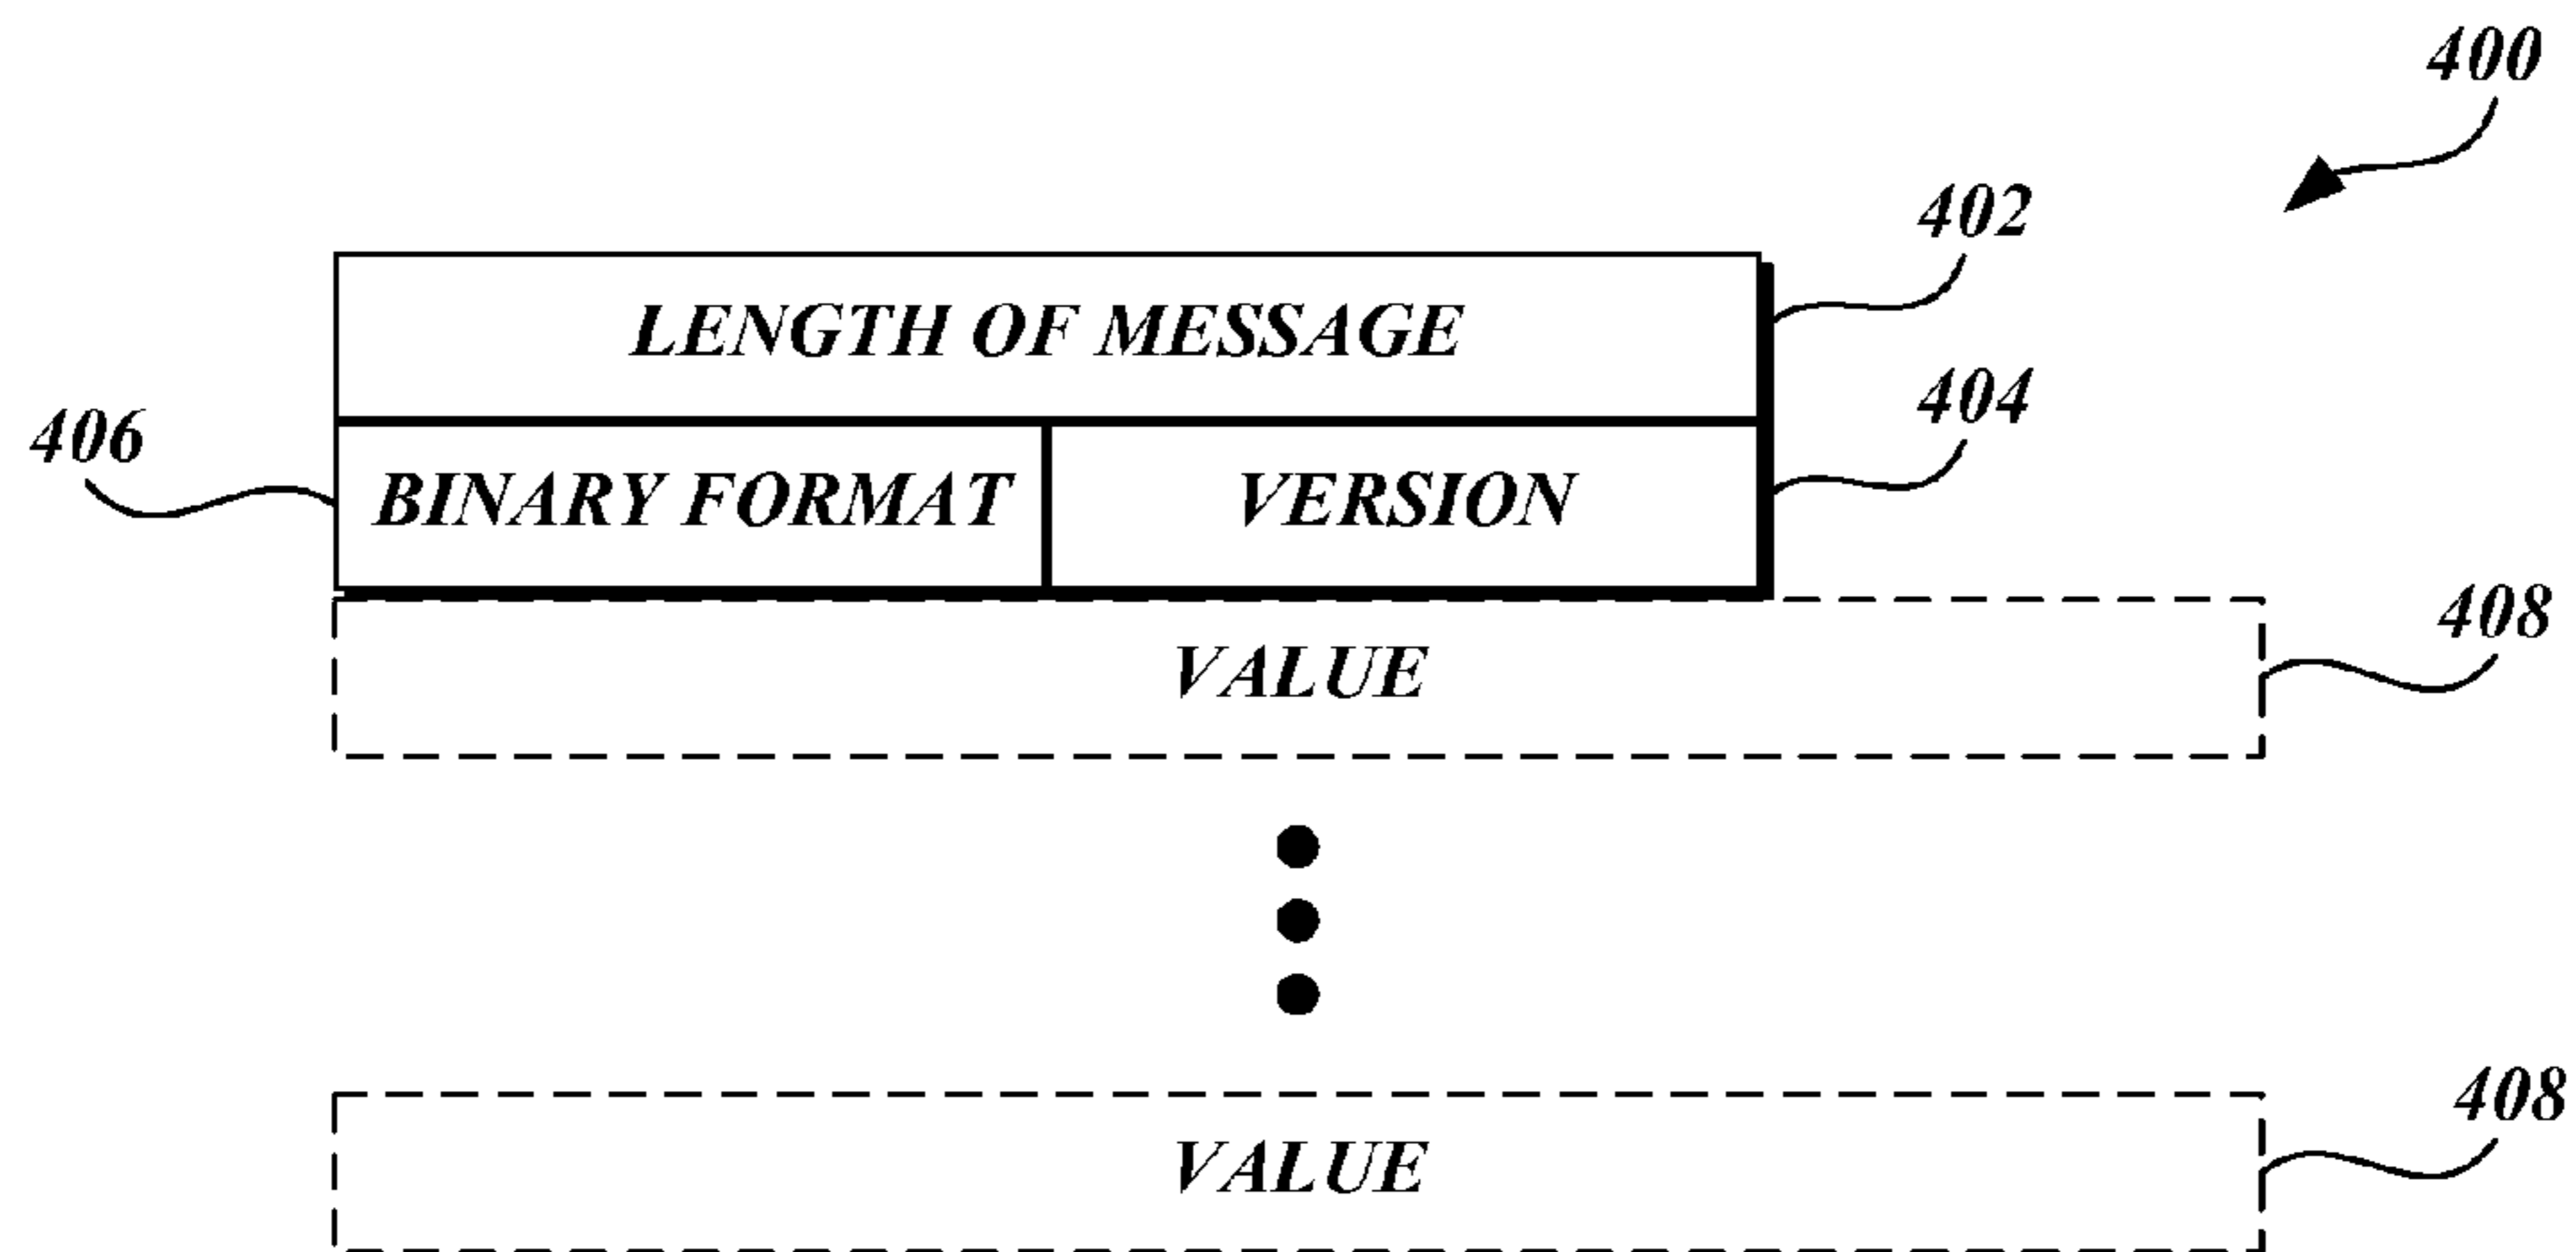 400
402
LENGTH OF MESSAGE
404
406
BINARY FORMAT
VERSION
408
VALUE
408
VALUE